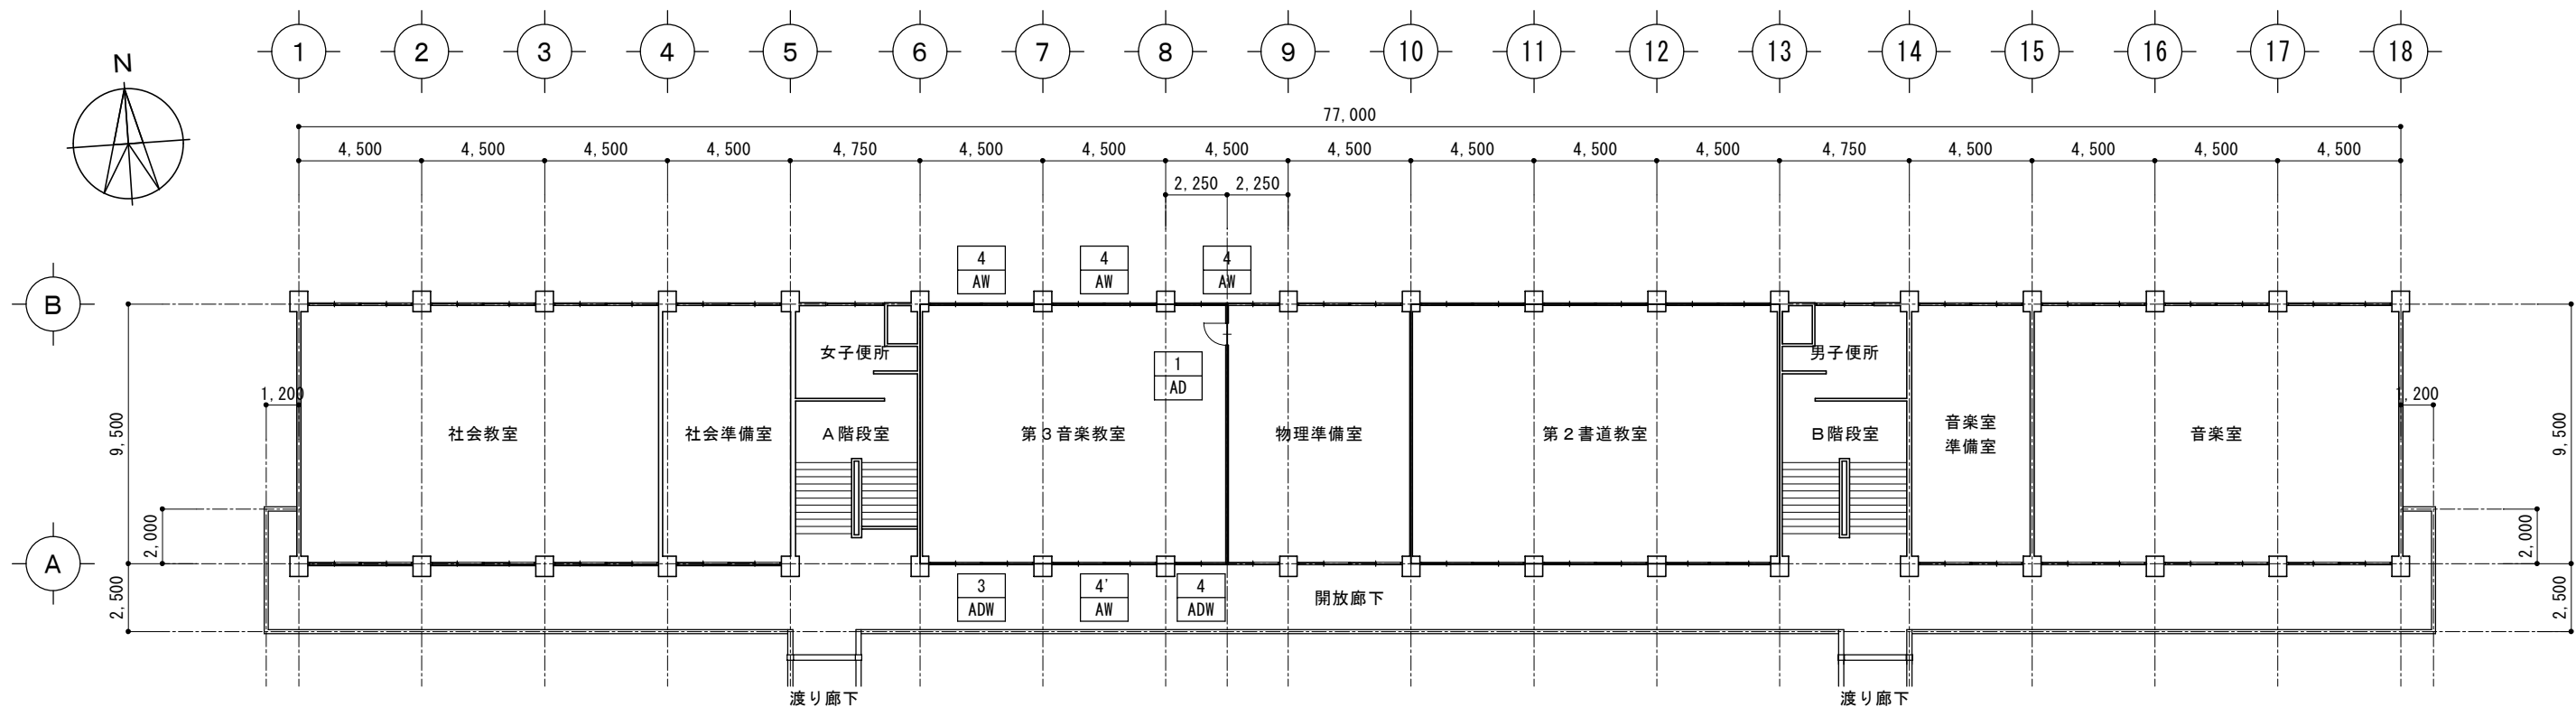 1 2 3 4 5 6 7 8 9 10 11 12 13 14 15 16 17 18
N
77,000
4,500 4,500 4,500 4,500 4,750 4,500 4,500 4,500 4,500 4,500 4,500 4,500 4,750 4,500 4,500 4,500 4,500
2,250 2,250
4 4 4
AW AW AW
B B
女子便所 男子便所
1
AD
1,200 1,200
音楽室
準備室
社会教室 社会準備室 A階段室 第3音楽教室 物理準備室 第2書道教室 B階段室 音楽室
9,500 9,500
2,000 2,000
A A
3 4' 4
ADW AW ADW
開放廊下
2,500 2,500
渡り廊下 渡り廊下